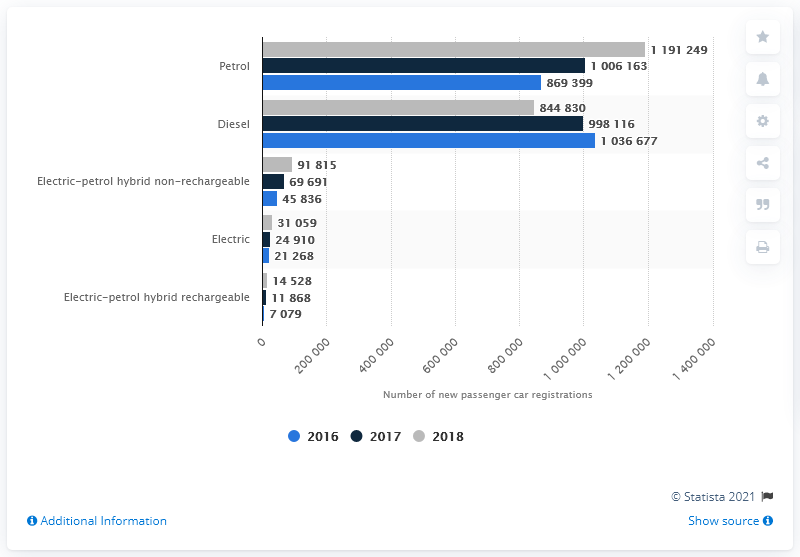 1 191 249
Petrol 1 006 163
869 399
844 830
Diesel 998 116
1 036 677
91 815
Electric-petrol hybrid non-rechargeable 69 691
45 836
31 059
Electric 24 910
21 268
14 528
Electric-petrol hybrid rechargeable 11 868
7 079
0 200 000 400 000 600 000 800 000 1 000 000 1 200 000 1 400 000
Number of new passenger car registrations
2016 2017 2018
© Statista 2021
Additional Information Show source